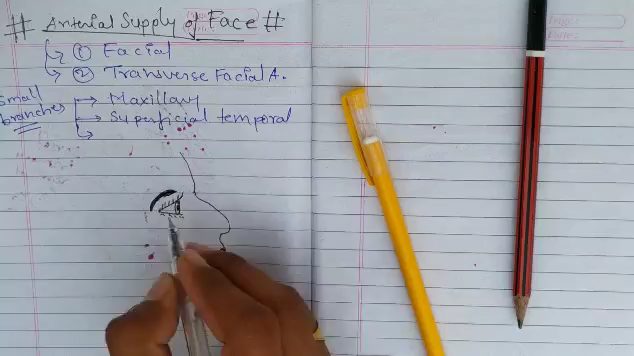 # Arterial Supply of Face #
① Facial
② Transverse Facial A.
Small branches → Maxillary
→ Superficial temporal